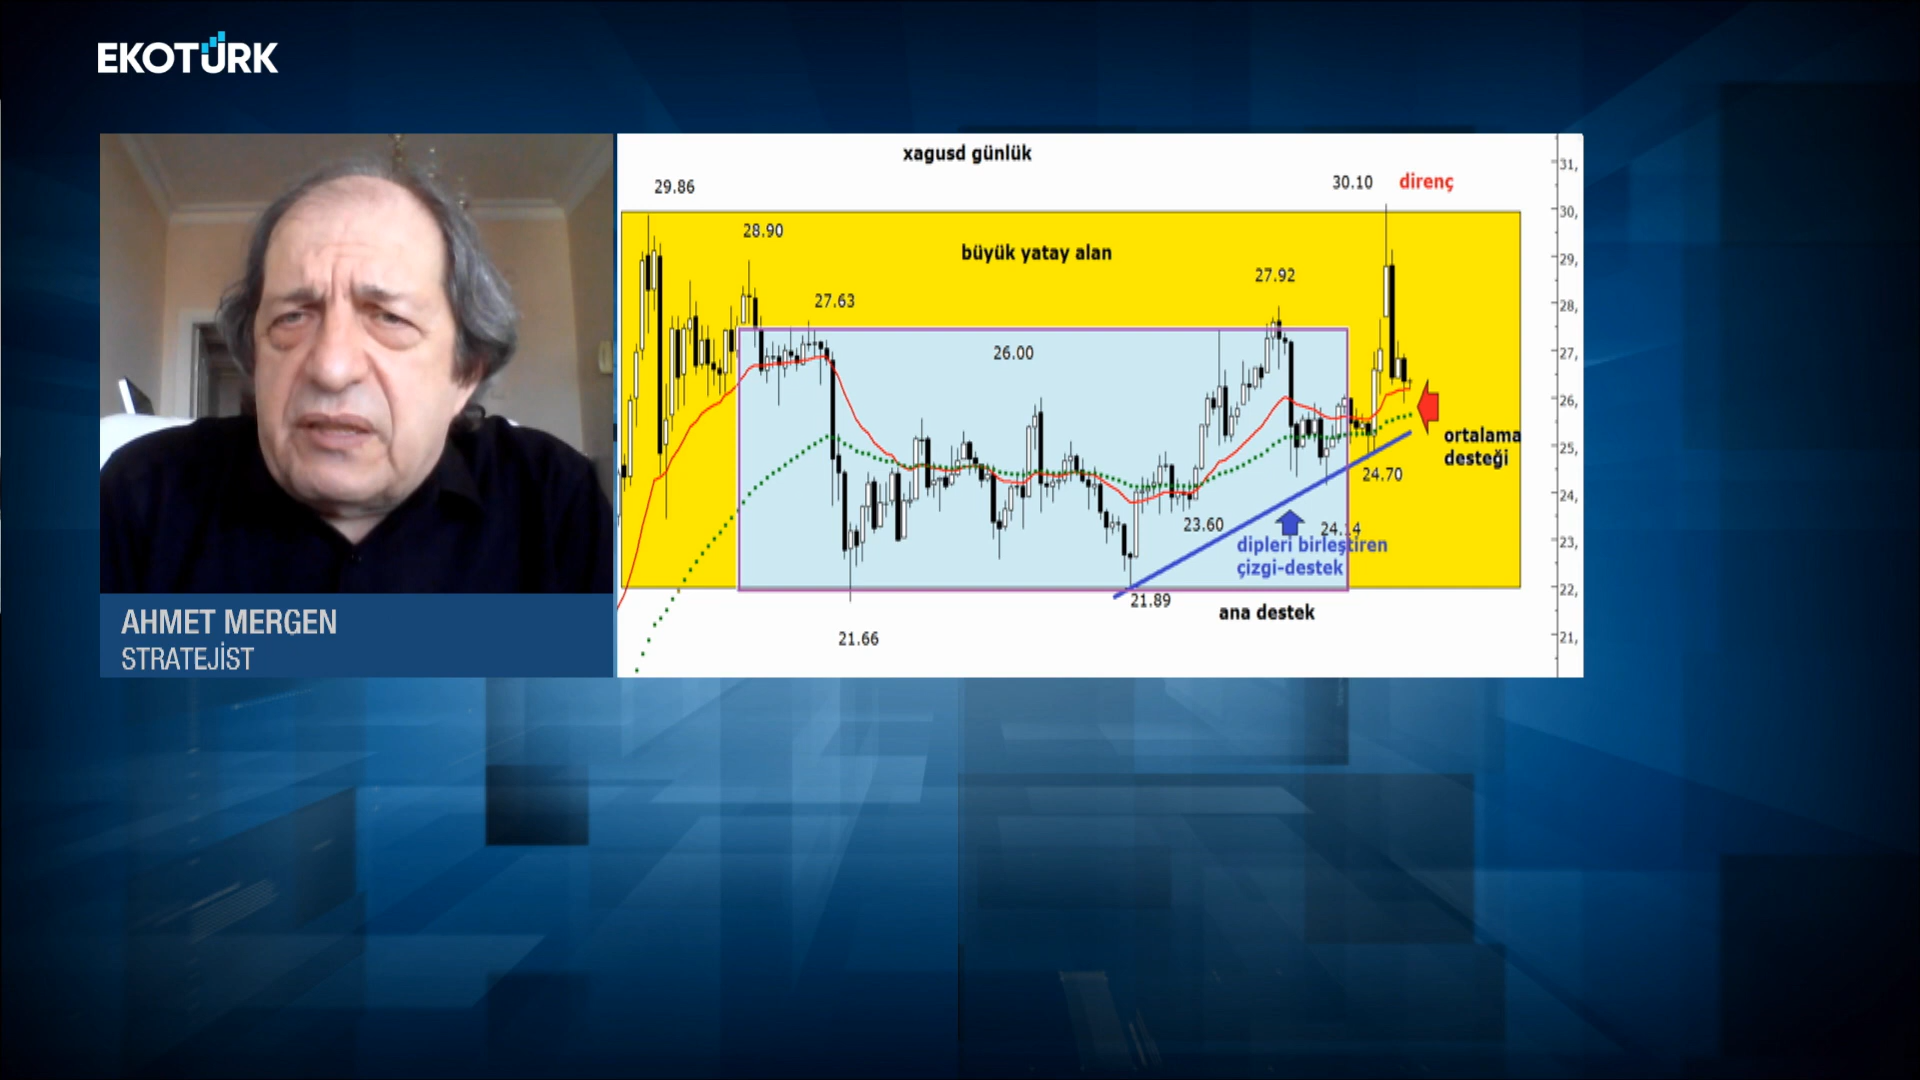 EKOTÜRK
xagusd günlük
29.86
30.10 direnç
28.90
büyük yatay alan
27.92
27.63
26.00
ortalama
desteği
24.70
23.60
24.14
dipleri birleştiren
çizgi-destek
21.89
ana destek
21.66
31,
30,
29,
28,
27,
26,
25,
24,
23,
22,
21,
AHMET MERGEN
STRATEJİST